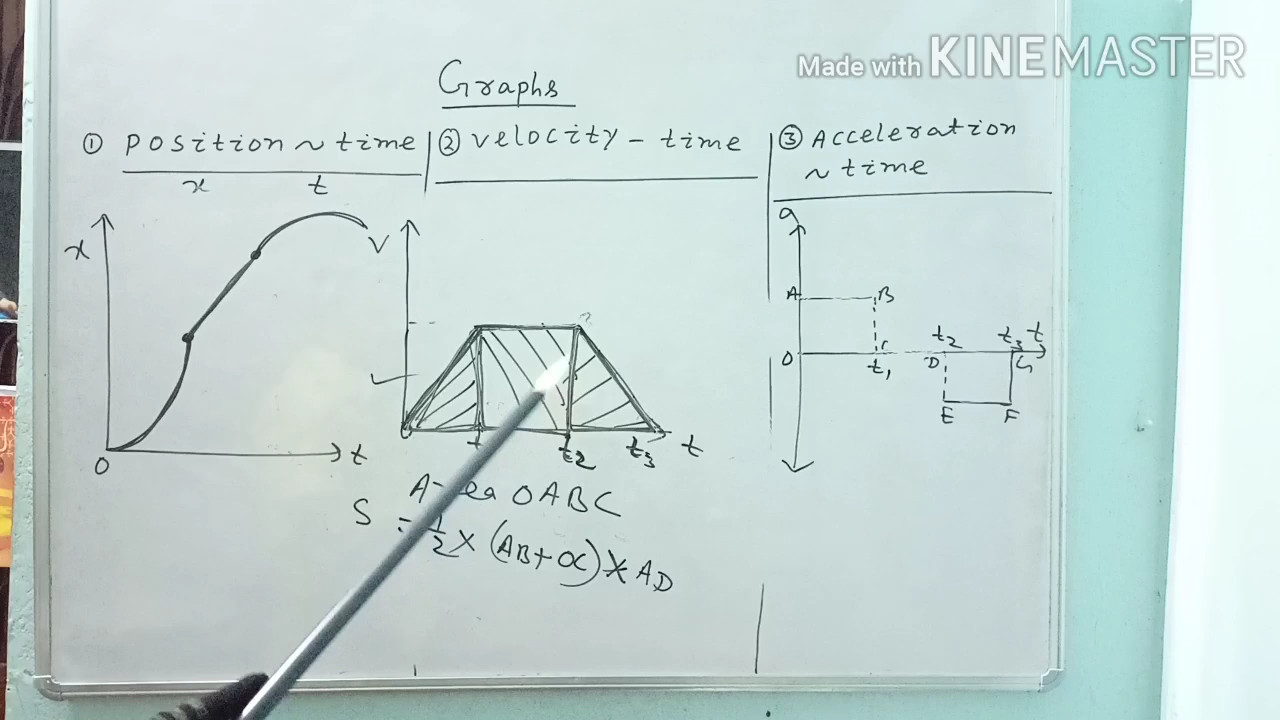 Made with KINEMASTER
Graphs
① Position ~ time
x t
② Velocity - time
③ Acceleration
~ time
x
O
t
V
t2
t3
t
S Area OABC
= 1/2 × (AB + OC) × AD
a
A
B
O
t1
t2
D
t3
t
G
E
F